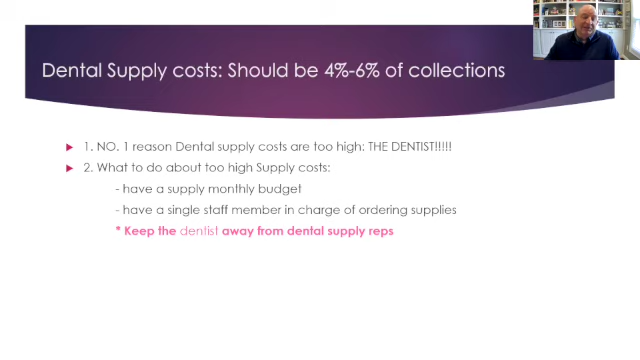 Dental Supply costs: Should be 4%-6% of collections
1. NO. 1 reason Dental supply costs are too high: THE DENTIST!!!!!
2. What to do about too high Supply costs:
- have a supply monthly budget
- have a single staff member in charge of ordering supplies
* Keep the dentist away from dental supply reps